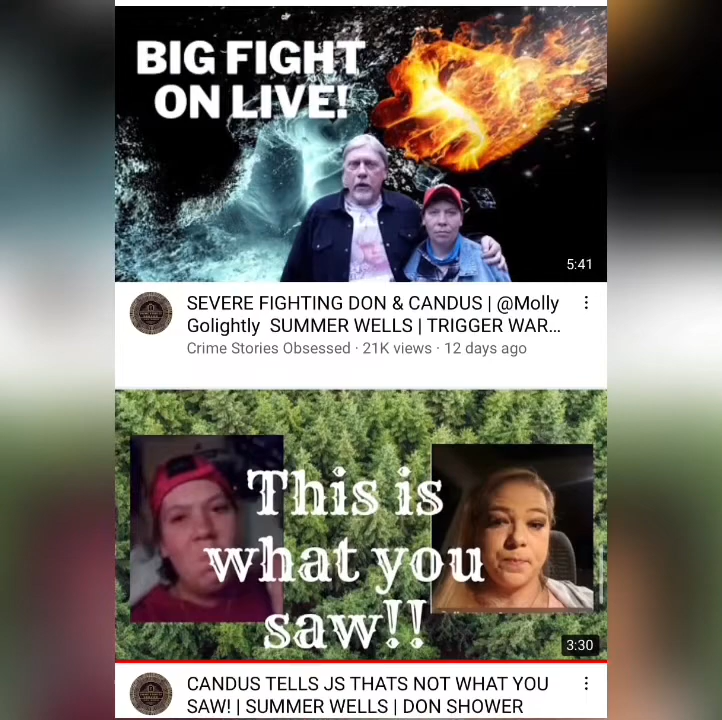 BIG FIGHT
ON LIVE!
5:41
SEVERE FIGHTING DON & CANDUS | @Molly
Golightly SUMMER WELLS | TRIGGER WAR...
Crime Stories Obsessed · 21K views · 12 days ago
This is
what you
saw!!
3:30
CANDUS TELLS JS THATS NOT WHAT YOU
SAW! | SUMMER WELLS | DON SHOWER